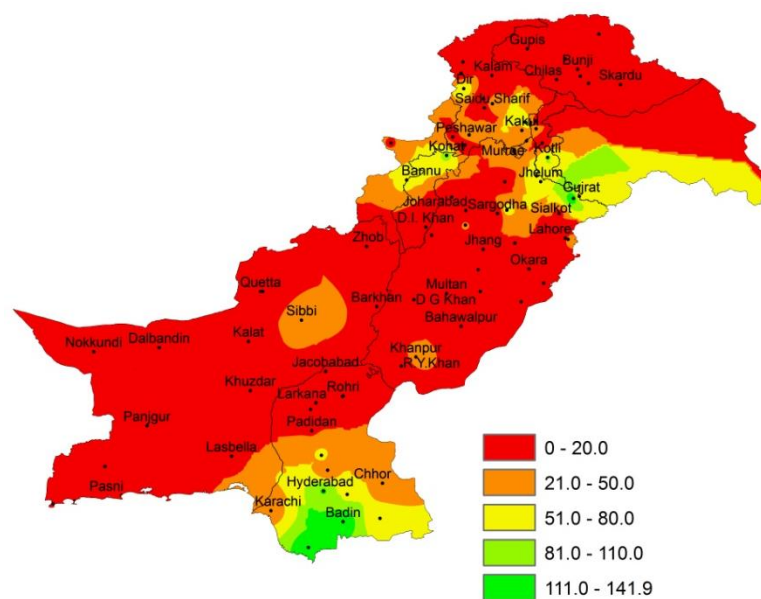 Gupis
Kalam
Bunji
Chilas
Skardu
Dir
Saidu Sharif
Kakul
Peshawar
Kohat
Murree
Kotli
Bannu
Jhelum
Gujrat
Joharabad
Sargodha
Sialkot
D.I. Khan
Lahore
Zhob
Jhang
Okara
Quetta
Multan
Barkhan
D G Khan
Sibbi
Bahawalpur
Kalat
Dalbandin
Nokkundi
Khanpur
Jacobabad
R.Y.Khan
Khuzdar
Larkana
Rohri
Panjgur
Padidan
Lasbella
Pasni
Chhor
Hyderabad
Karachi
Badin
0 - 20.0
21.0 - 50.0
51.0 - 80.0
81.0 - 110.0
111.0 - 141.9